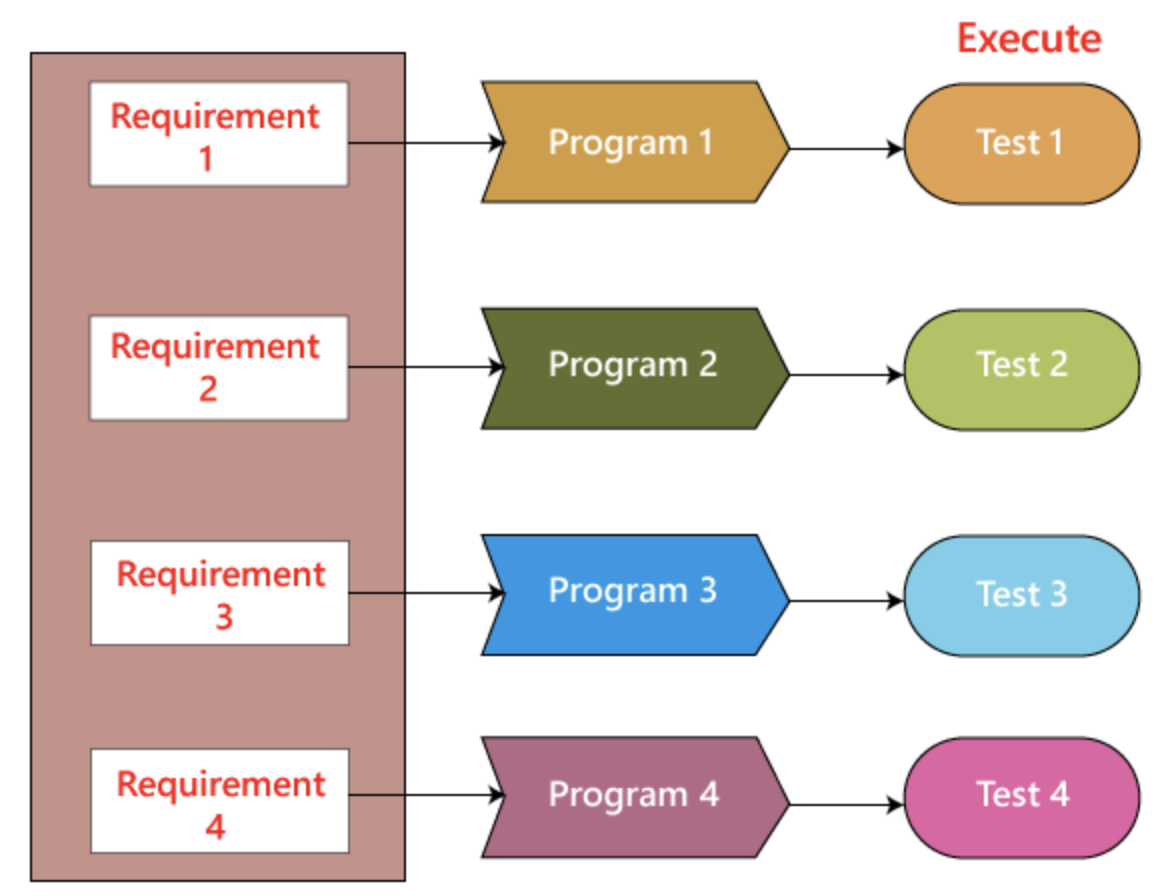 Execute
Requirement
1
Program 1
Test 1
Requirement
2
Program 2
Test 2
Requirement
3
Program 3
Test 3
Requirement
4
Program 4
Test 4